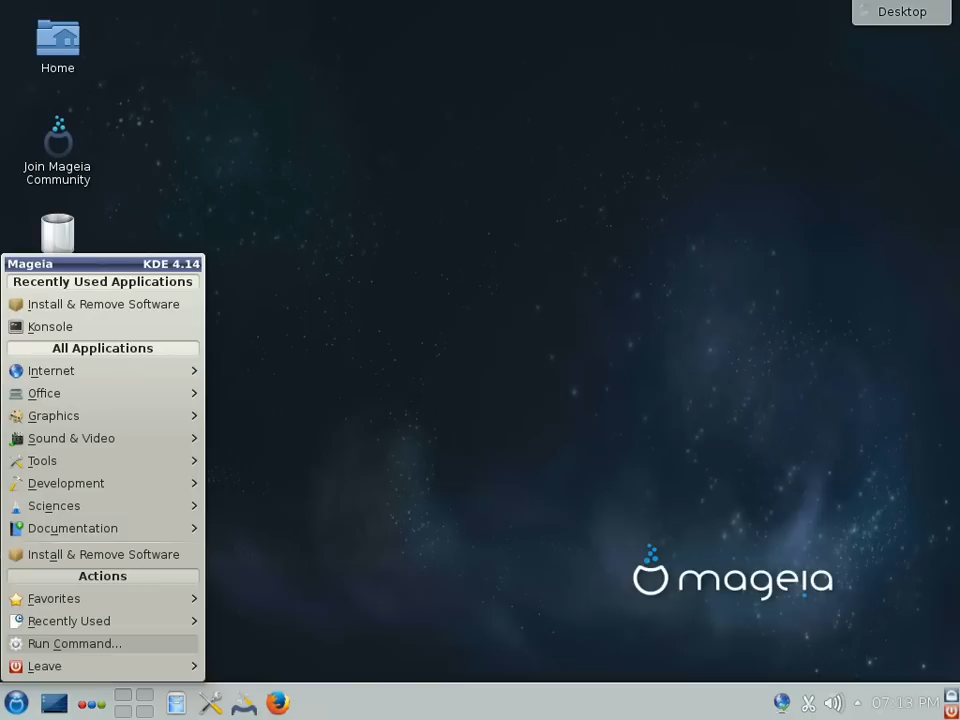 Desktop
Home
Join Mageia
Community
Mageia KDE 4.14
Recently Used Applications
Install & Remove Software
Konsole
All Applications
Internet
Office
Graphics
Sound & Video
Tools
Development
Sciences
Documentation
Install & Remove Software
Actions
Favorites
Recently Used
Run Command...
Leave
mageia
07:13 PM